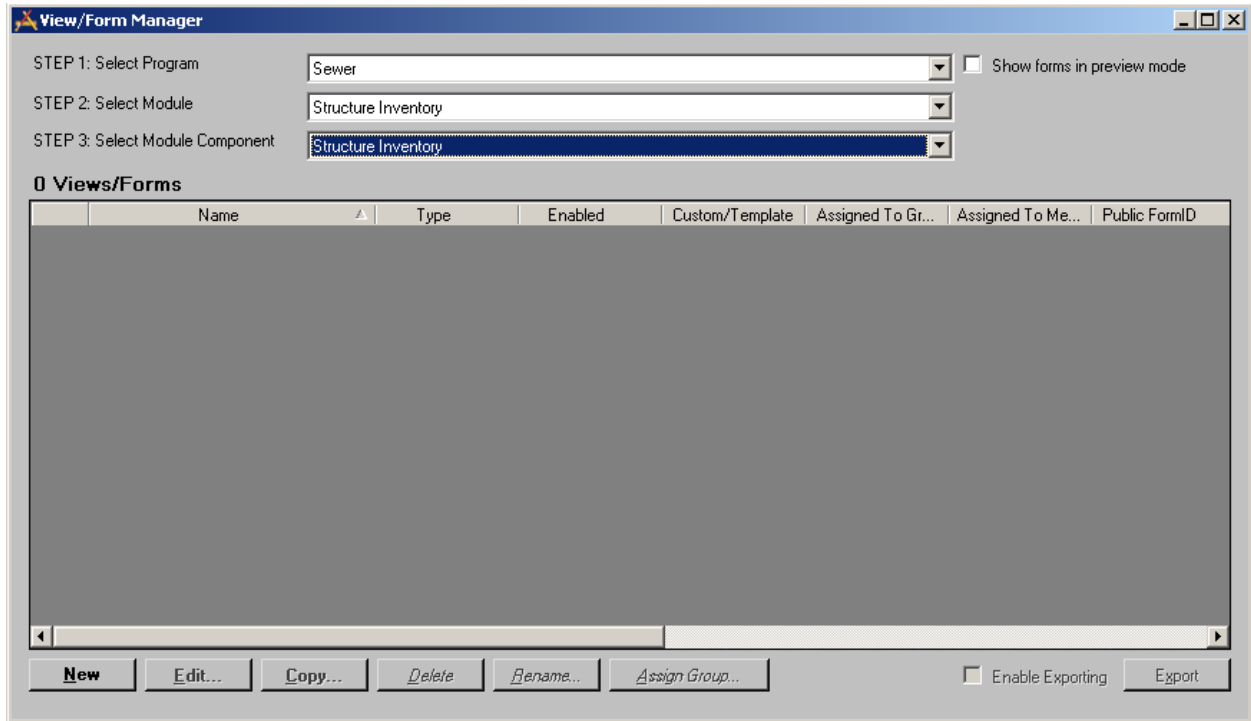 View/Form Manager
STEP 1: Select Program Sewer Show forms in preview mode
STEP 2: Select Module Structure Inventory
STEP 3: Select Module Component Structure Inventory
0 Views/Forms
Name Type Enabled Custom/Template Assigned To Gr... Assigned To Me... Public FormID
New Edit... Copy... Delete Rename... Assign Group... Enable Exporting Export